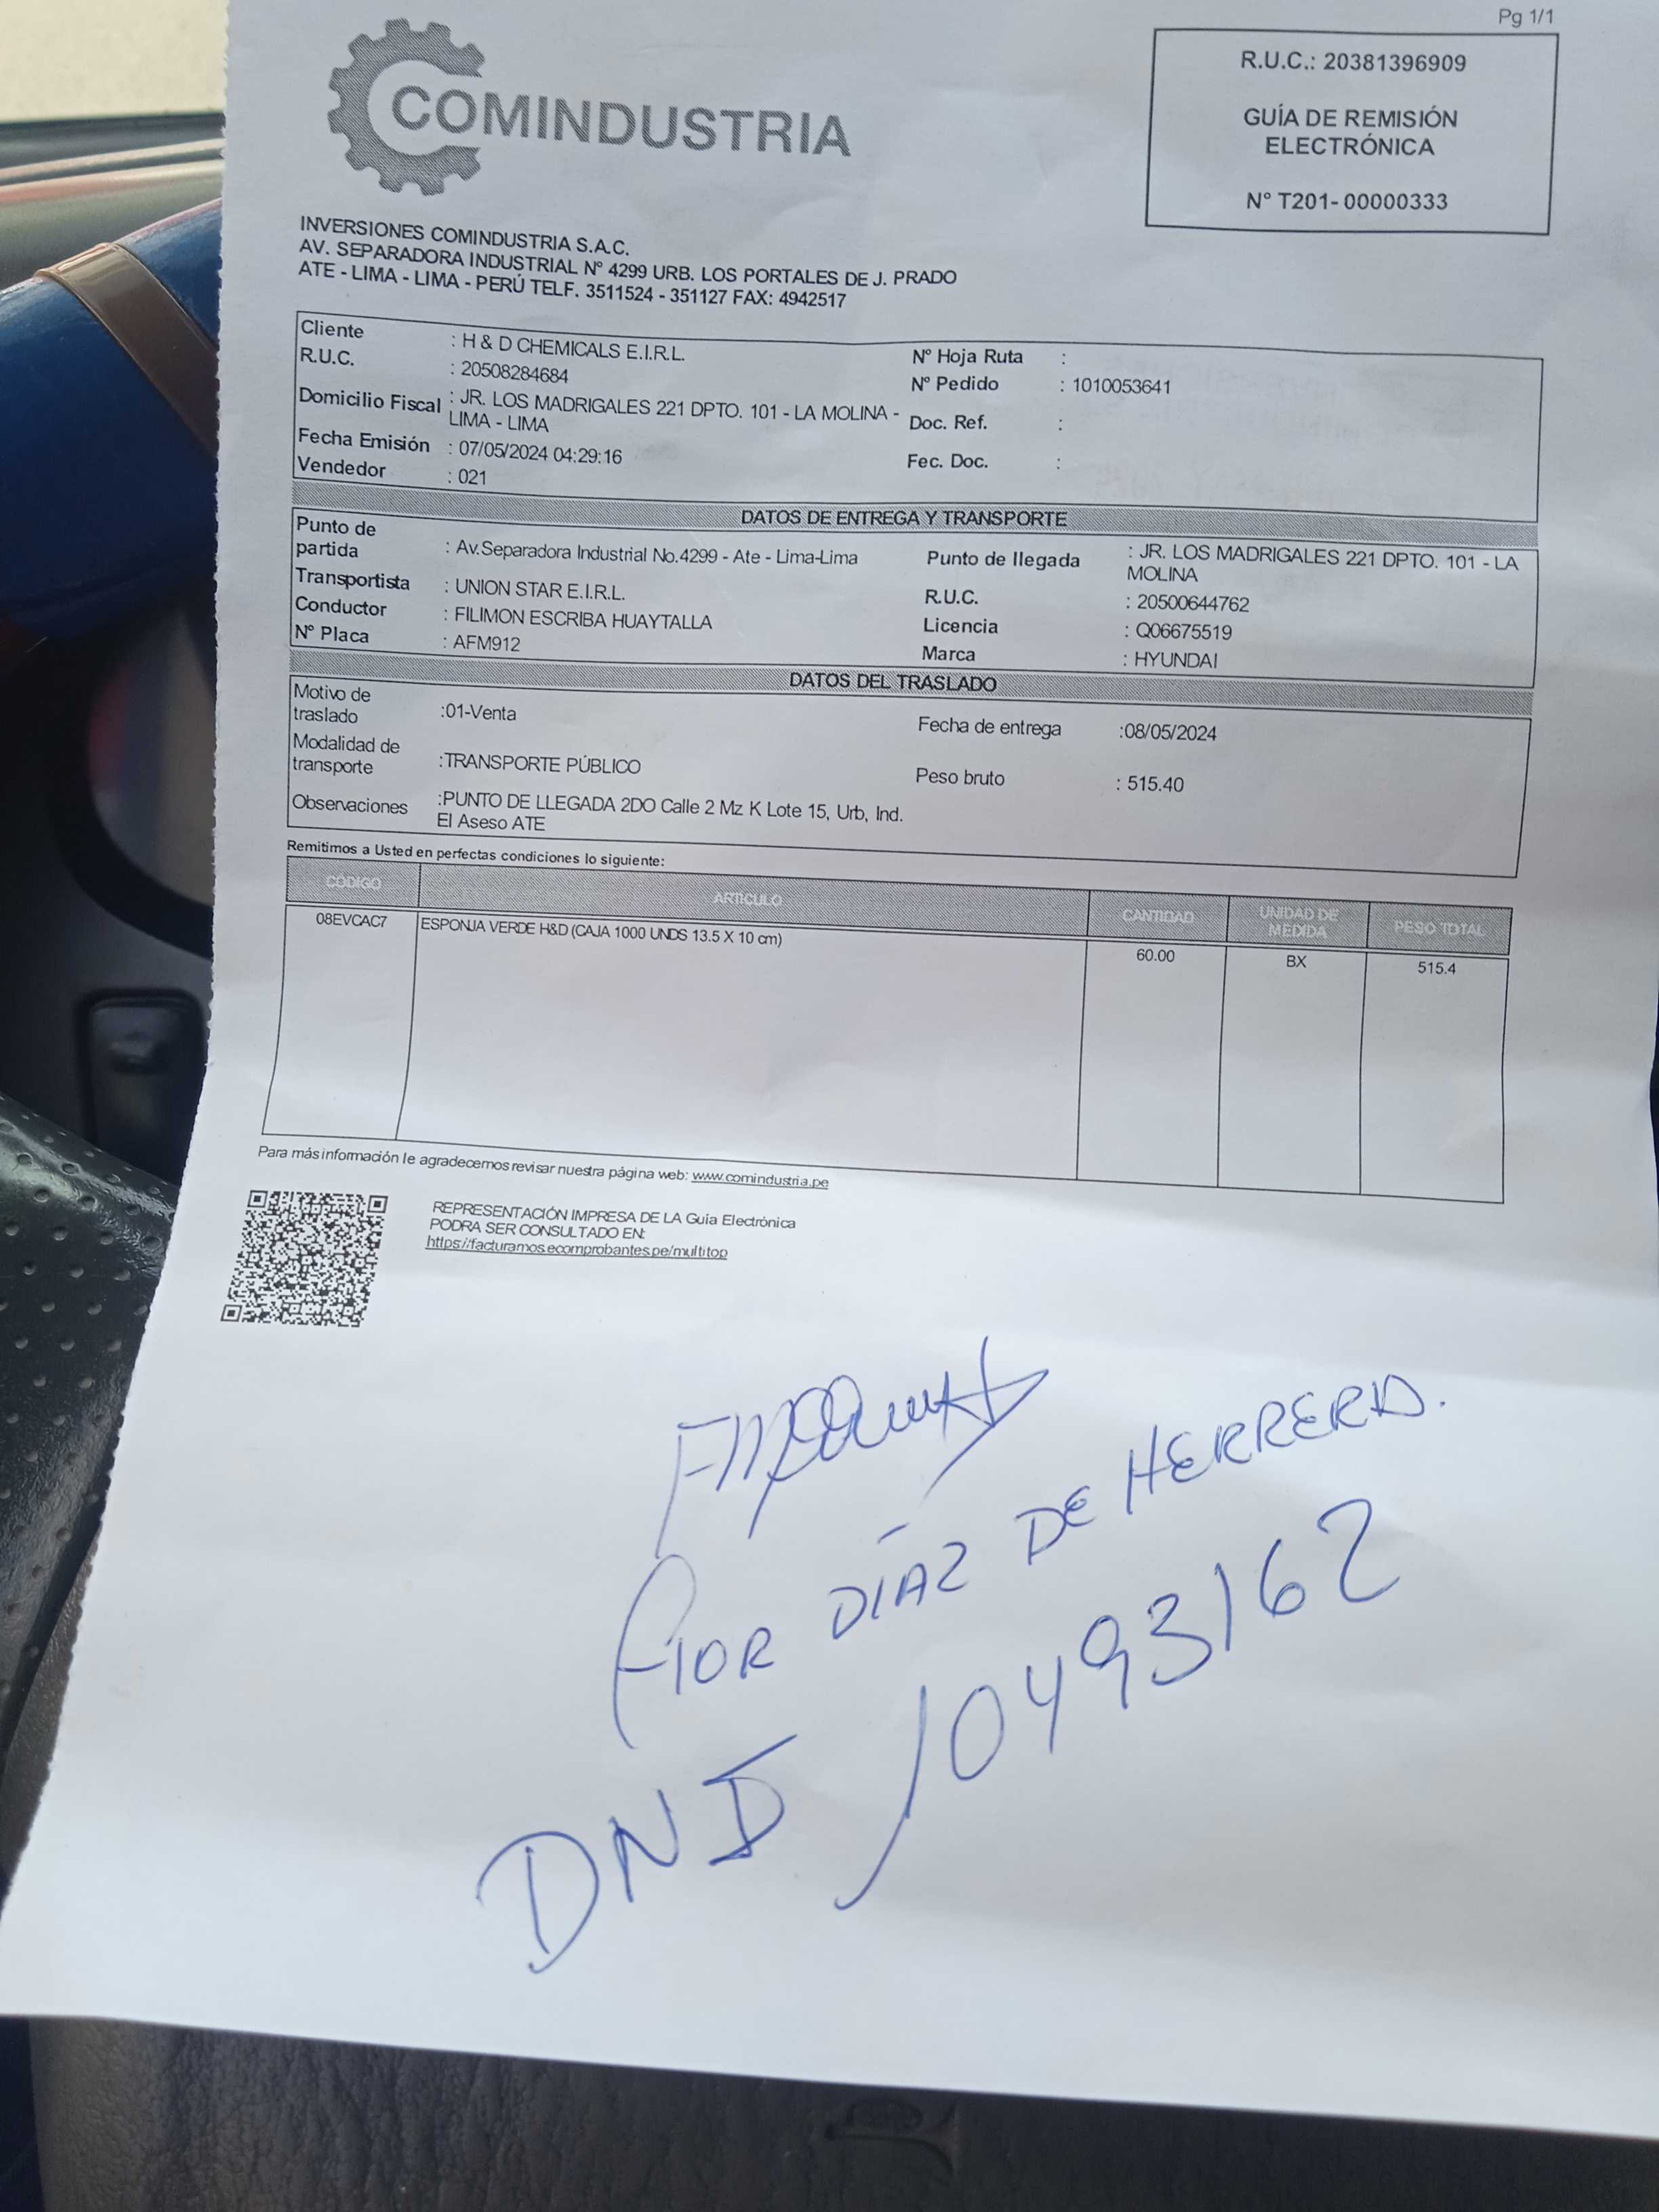 Pg 1/1
COMINDUSTRIA
R.U.C.: 20381396909
GUÍA DE REMISIÓN
ELECTRÓNICA
Nº T201- 00000333
INVERSIONES COMINDUSTRIA S.A.C.
AV. SEPARADORA INDUSTRIAL Nº 4299 URB. LOS PORTALES DE J. PRADO
ATE - LIMA - LIMA - PERÚ TELF. 3511524 - 351127 FAX: 4942517
Cliente : H & D CHEMICALS E.I.R.L.
R.U.C. : 20508284684
Domicilio Fiscal : JR. LOS MADRIGALES 221 DPTO. 101 - LA MOLINA -
LIMA - LIMA
Fecha Emisión : 07/05/2024 04:29:16
Vendedor : 021
Nº Hoja Ruta :
Nº Pedido : 1010053641
Doc. Ref. :
Fec. Doc. :
DATOS DE ENTREGA Y TRANSPORTE
Punto de
partida : Av.Separadora Industrial No.4299 - Ate - Lima-Lima
Transportista : UNION STAR E.I.R.L.
Conductor : FILIMON ESCRIBA HUAYTALLA
Nº Placa : AFM912
Punto de llegada : JR. LOS MADRIGALES 221 DPTO. 101 - LA
MOLINA
R.U.C. : 20500644762
Licencia : Q06675519
Marca : HYUNDAI
DATOS DEL TRASLADO
Motivo de
traslado :01-Venta
Modalidad de
transporte :TRANSPORTE PÚBLICO
Observaciones :PUNTO DE LLEGADA 2DO Calle 2 Mz K Lote 15, Urb, Ind.
El Aseso ATE
Fecha de entrega :08/05/2024
Peso bruto : 515.40
Remitimos a Usted en perfectas condiciones lo siguiente:
CÓDIGO ARTÍCULO CANTIDAD UNIDAD DE MEDIDA PESO TOTAL
08EVCAC7 ESPONJA VERDE H&D (CAJA 1000 UNDS 13.5 X 10 cm) 60.00 BX 515.4
Para más información le agradecemos revisar nuestra página web: www.comindustria.pe
REPRESENTACIÓN IMPRESA DE LA Guía Electrónica
PODRA SER CONSULTADO EN:
https://facturamos.ecomprobantes.pe/multitop
FIOR DÍAZ DE HERRERA.
DNI 10493162